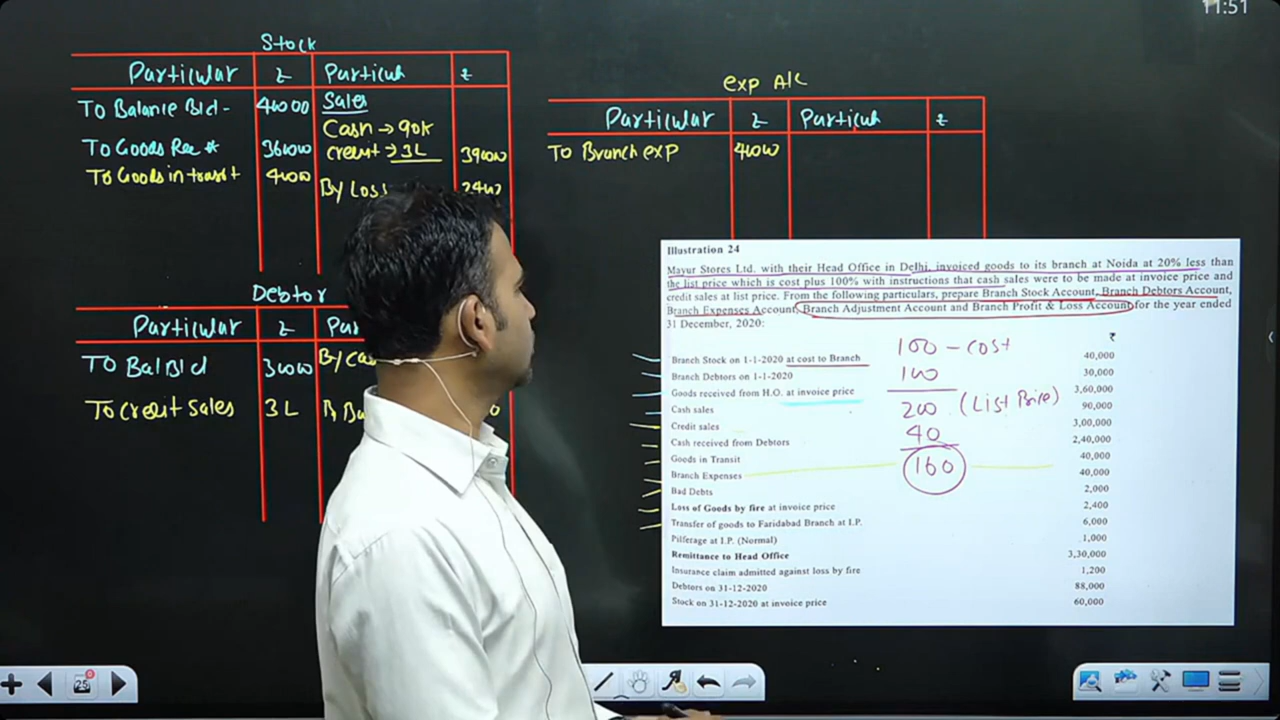 11:51
Stock
Particular ₹ Particular ₹
To Balance B/d - 40000 Sales
Cash → 90k
To Goods Rec * 360000 credit → 3L 390000
To Goods in transit 40000
By Loss 2400
exp A/c
Particular ₹ Particular ₹
To Branch exp 40000
Debtor
Particular ₹
To Bal B/d 30000 By Cas
To Credit Sales 3L By Ba
Illustration 24
Mayur Stores Ltd. with their Head Office in Delhi, invoiced goods to its branch at Noida at 20% less than
the list price which is cost plus 100% with instructions that cash sales were to be made at invoice price and
credit sales at list price. From the following particulars, prepare Branch Stock Account, Branch Debtors Account,
Branch Expenses Account, Branch Adjustment Account and Branch Profit & Loss Account for the year ended
31 December, 2020:
₹
Branch Stock on 1-1-2020 at cost to Branch 40,000
Branch Debtors on 1-1-2020 30,000
Goods received from H.O. at invoice price 3,60,000
Cash sales 90,000
Credit sales 3,00,000
Cash received from Debtors 2,40,000
Goods in Transit 40,000
Branch Expenses 40,000
Bad Debts 2,000
Loss of Goods by fire at invoice price 2,400
Transfer of goods to Faridabad Branch at I.P. 6,000
Pilferage at I.P. (Normal) 1,000
Remittance to Head Office 3,30,000
Insurance claim admitted against loss by fire 1,200
Debtors on 31-12-2020 88,000
Stock on 31-12-2020 at invoice price 60,000
100 - cost
100
200 (List Price)
40
160
25